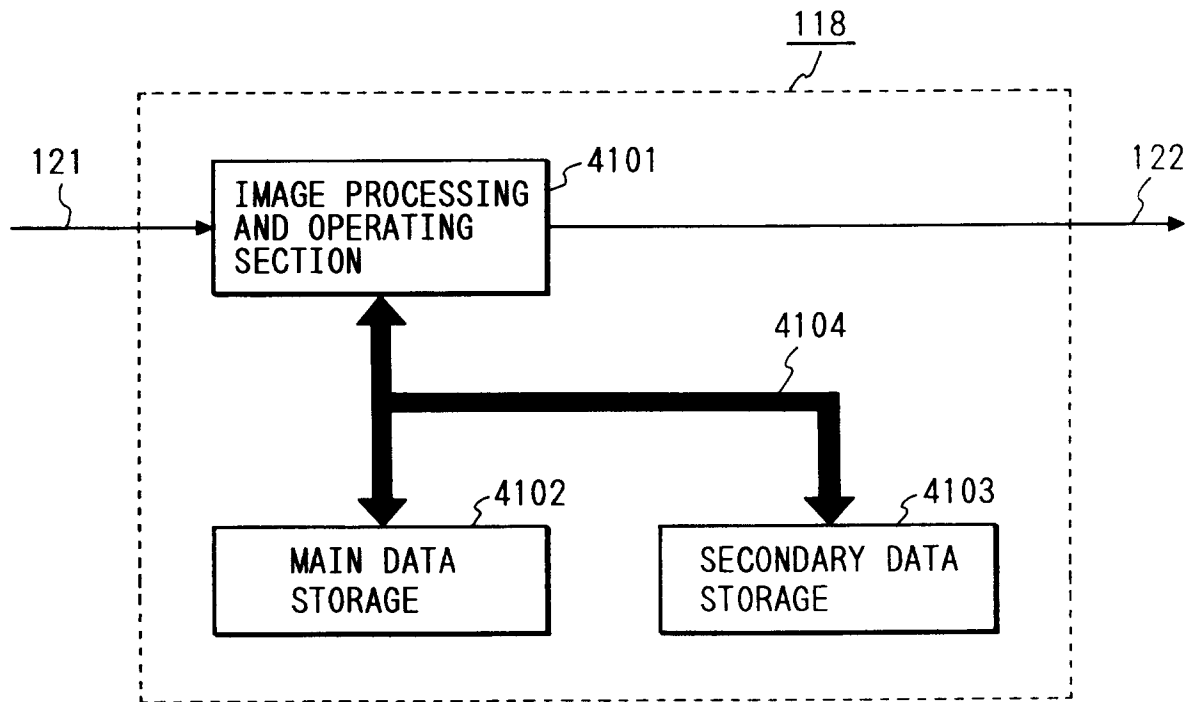 118
121
4101
122
IMAGE PROCESSING
AND OPERATING
SECTION
4104
4102
4103
MAIN DATA
STORAGE
SECONDARY DATA
STORAGE